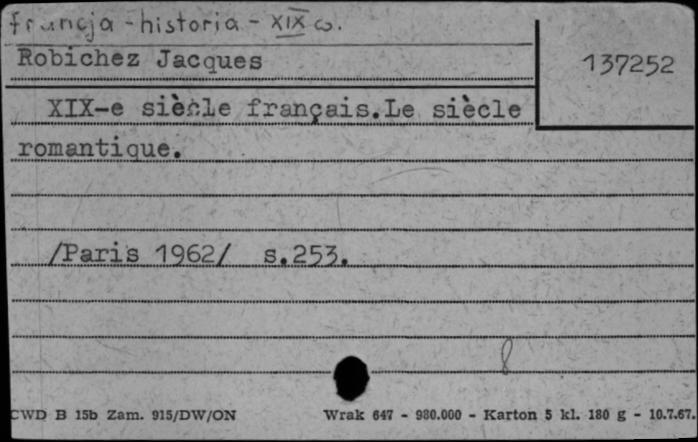 francja - historia - XIX w.
Robichez Jacques
137252
XIX-e siècle français.Le siècle
romantique.
/Paris 1962/ s.253.
8
CWD B 15b Zam. 915/DW/ON
Wrak 647 - 980.000 - Karton 5 kl. 180 g - 10.7.67.